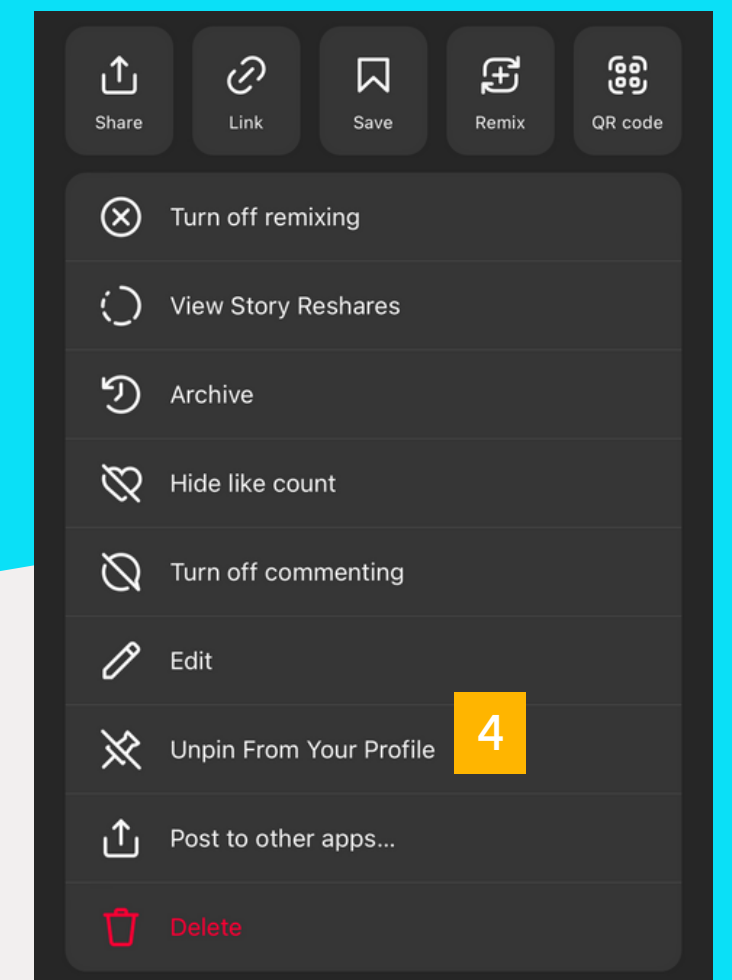 Share
Link
Save
Remix
QR code
Turn off remixing
View Story Reshares
Archive
Hide like count
Turn off commenting
Edit
Unpin From Your Profile
4
Post to other apps...
Delete